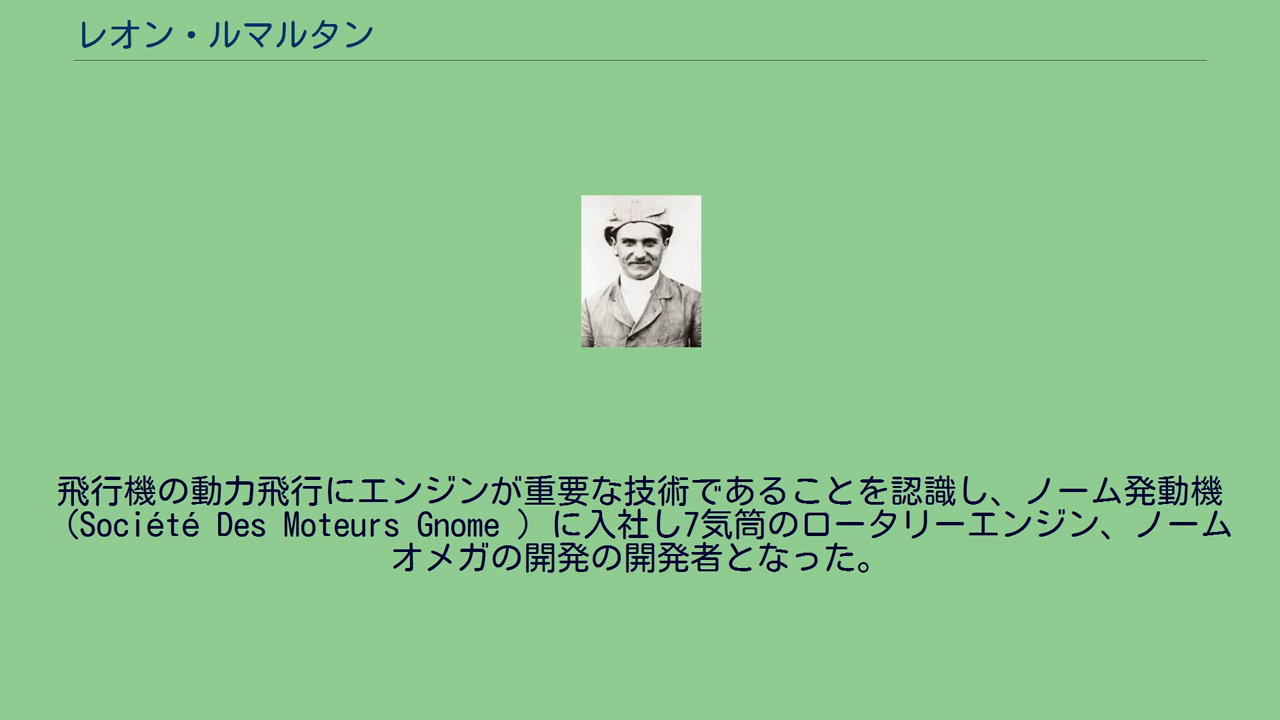 レオン・ルマルタン
飛行機の動力飛行にエンジンが重要な技術であることを認識し、ノーム発動機
（Société Des Moteurs Gnome ）に入社し7気筒のロータリーエンジン、ノーム
オメガの開発の開発者となった。